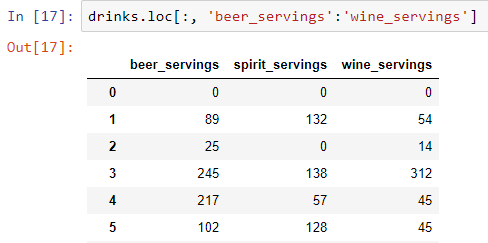 In [17]: drinks.loc[:, 'beer_servings':'wine_servings']
Out[17]:
beer_servings spirit_servings wine_servings
0 0 0 0
1 89 132 54
2 25 0 14
3 245 138 312
4 217 57 45
5 102 128 45